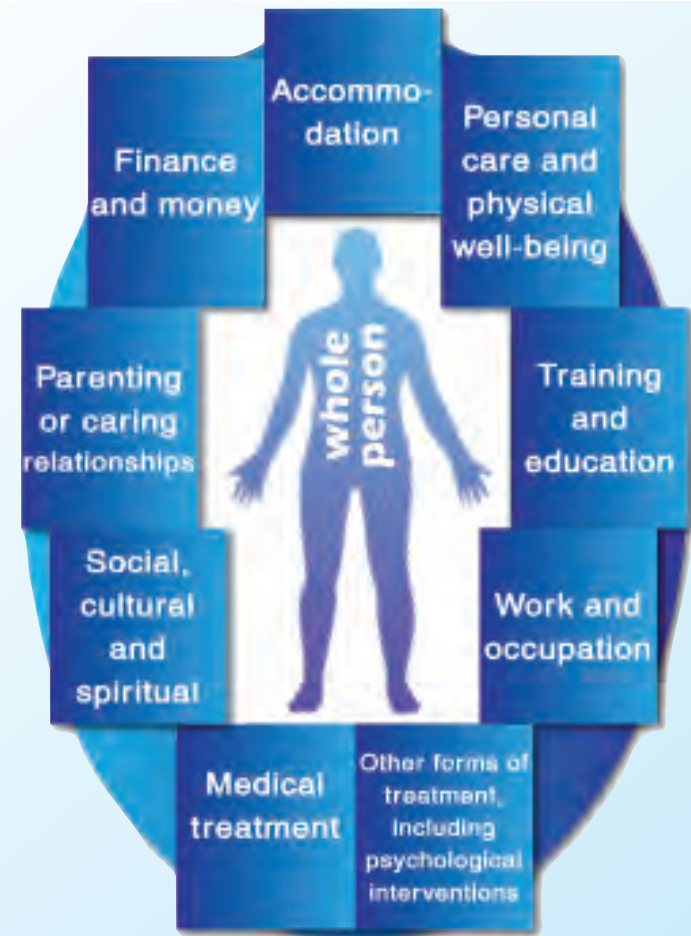 Accommo-
dation
Personal
care and
physical
well-being
Training
and
education
Work and
occupation
Other forms of
treatment,
including
psychological
interventions
Medical
treatment
Social,
cultural
and
spiritual
Parenting
or caring
relationships
Finance
and money
whole
person